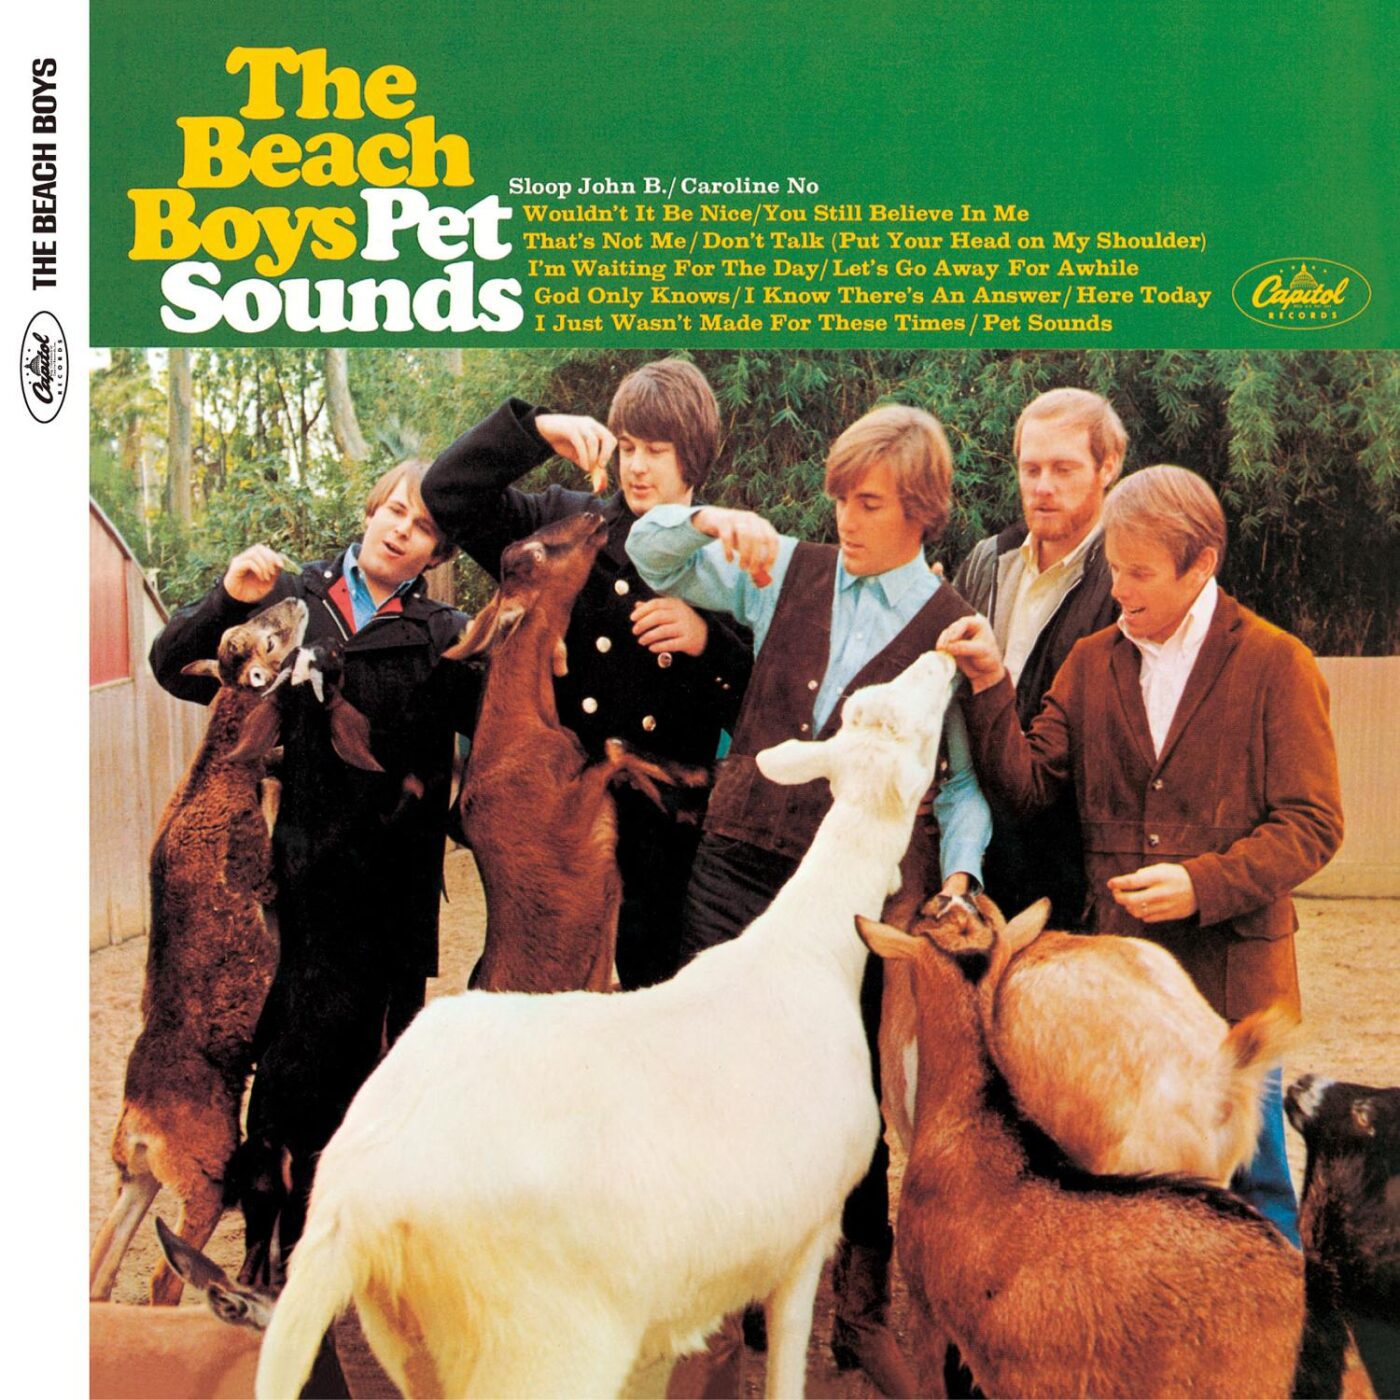 THE BEACH BOYS
Capitol
RECORDS
The
Beach
Boys Pet
Sounds
Sloop John B./Caroline No
Wouldn't It Be Nice/You Still Believe In Me
That's Not Me/Don't Talk (Put Your Head on My Shoulder)
I'm Waiting For The Day/Let's Go Away For Awhile
God Only Knows/I Know There's An Answer/Here Today
I Just Wasn't Made For These Times/Pet Sounds
Capitol
RECORDS